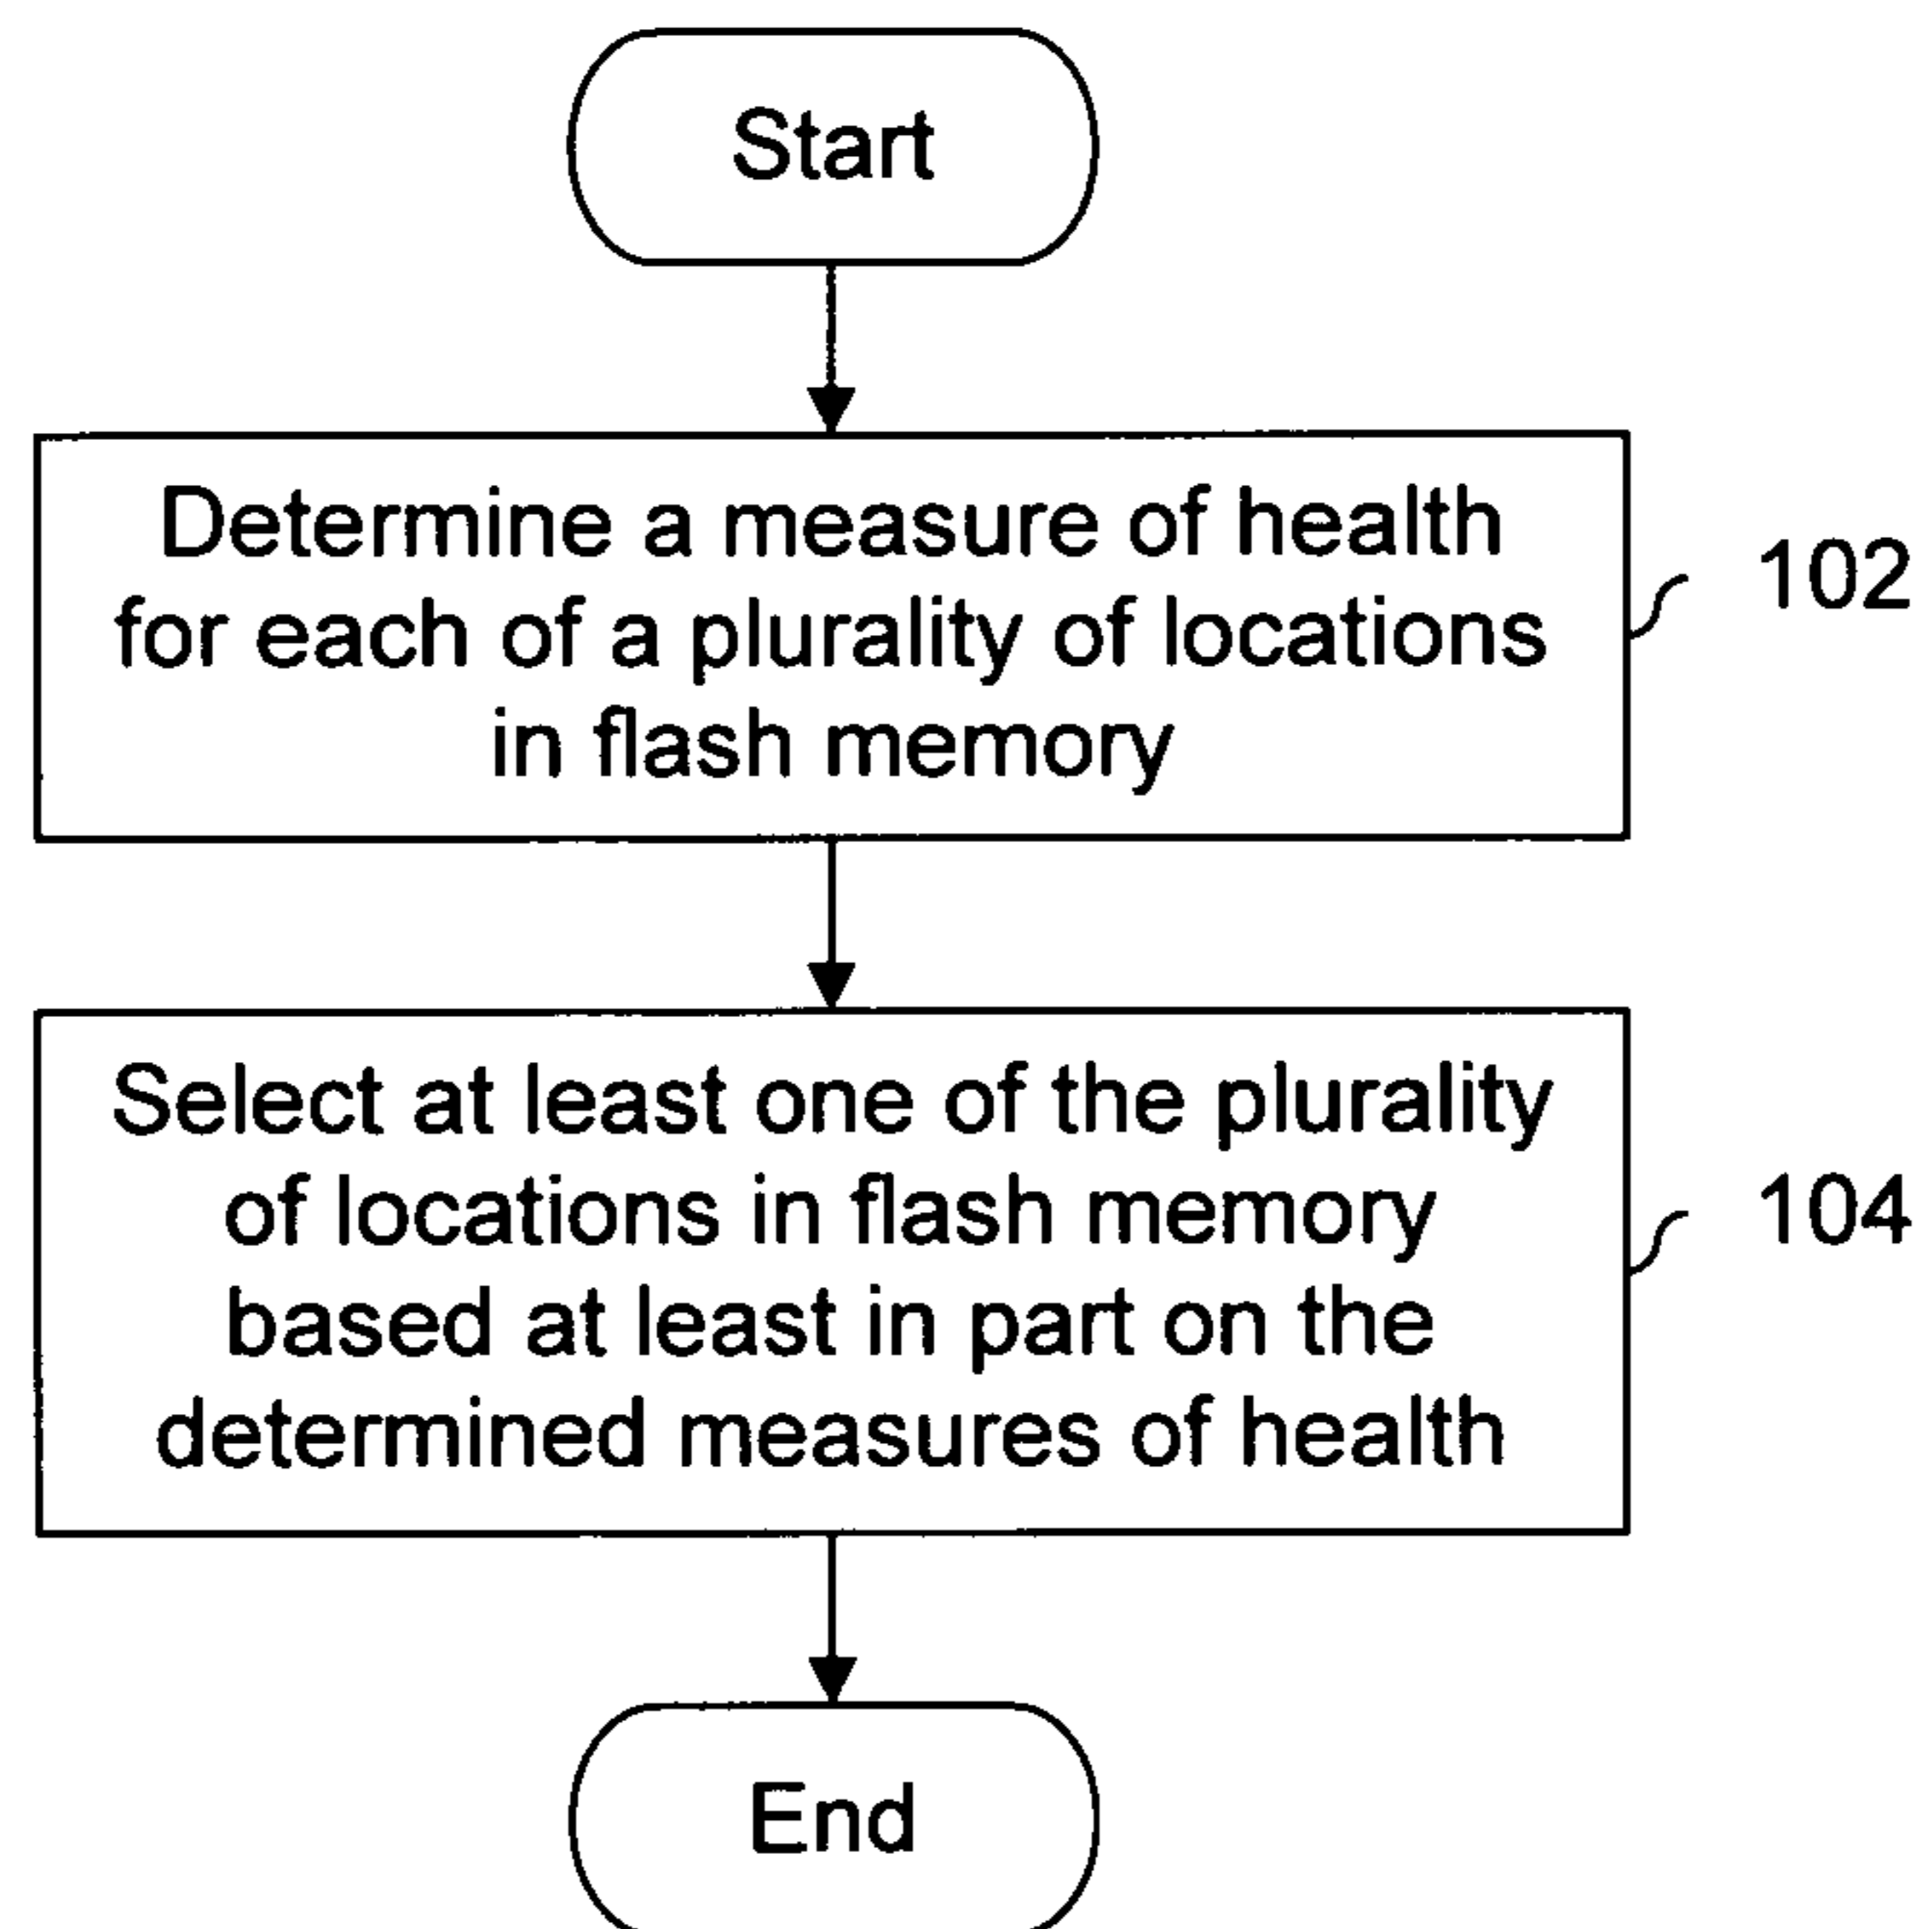 Start
Determine a measure of health
for each of a plurality of locations
in flash memory
102
Select at least one of the plurality
of locations in flash memory
based at least in part on the
determined measures of health
104
End